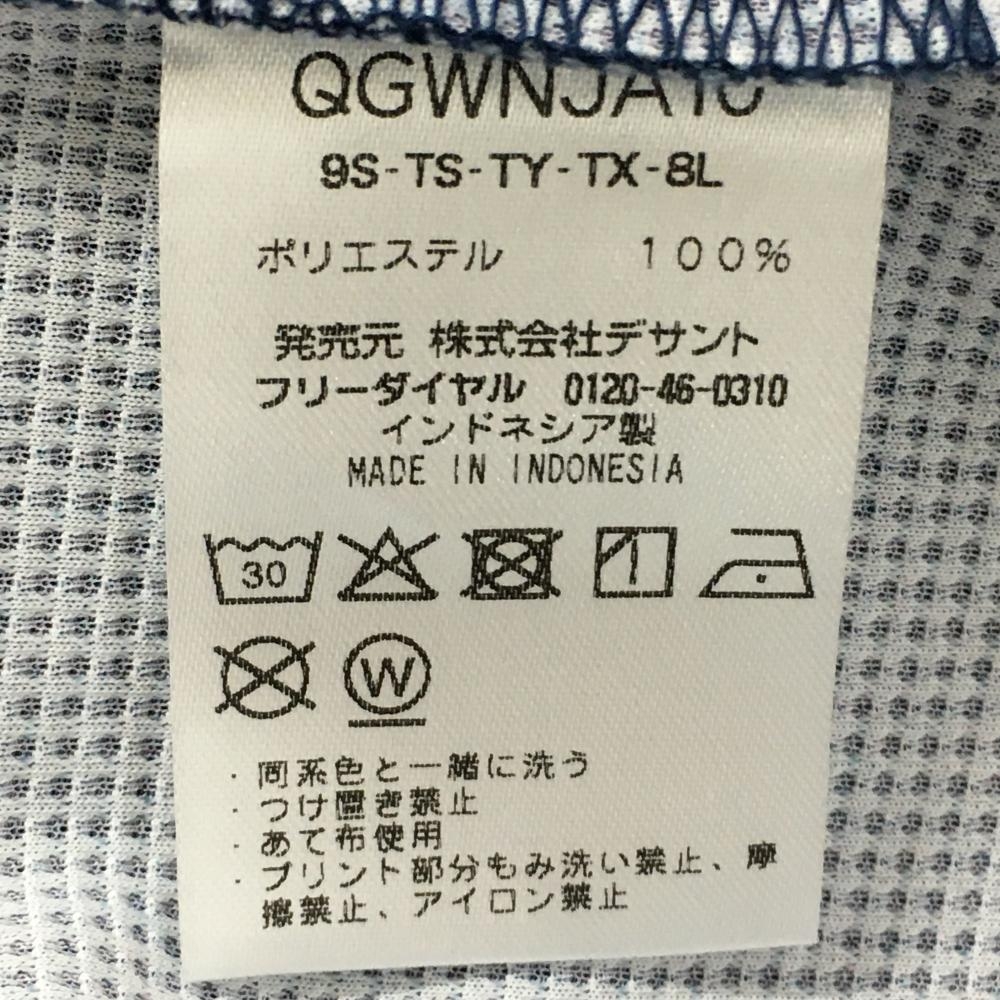 9S-TS-TY-TX-8L
ポリエステル 100%
発売元 株式会社デサント
フリーダイヤル 0120-46-0310
インドネシア製
MADE IN INDONESIA
30
W
・同系色と一緒に洗う
・つけ置き禁止
・あて布使用
・プリント部分もみ洗い禁止、摩
擦禁止、アイロン禁止